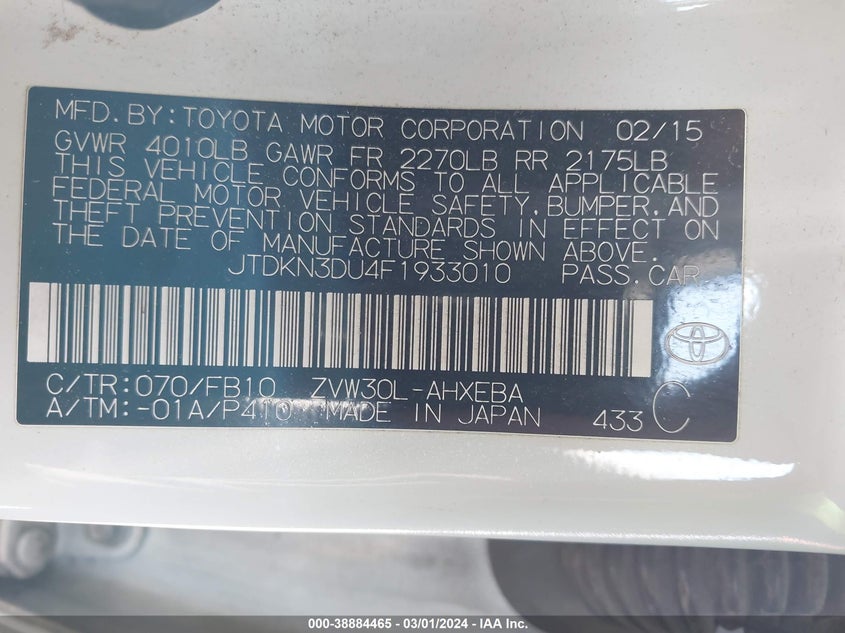 MFD. BY: TOYOTA MOTOR CORPORATION 02/15
GVWR 4010LB GAWR FR 2270LB RR 2175LB
THIS VEHICLE CONFORMS TO ALL APPLICABLE
FEDERAL MOTOR VEHICLE SAFETY, BUMPER, AND
THEFT PREVENTION STANDARDS IN EFFECT ON
THE DATE OF MANUFACTURE SHOWN ABOVE.
JTDKN3DU4F1933010 PASS. CAR
C/TR: 070/FB10 ZVW30L-AHXEBA
A/TM: -01A/P410 MADE IN JAPAN 433 C
000-38884465 - 03/01/2024 - IAA Inc.